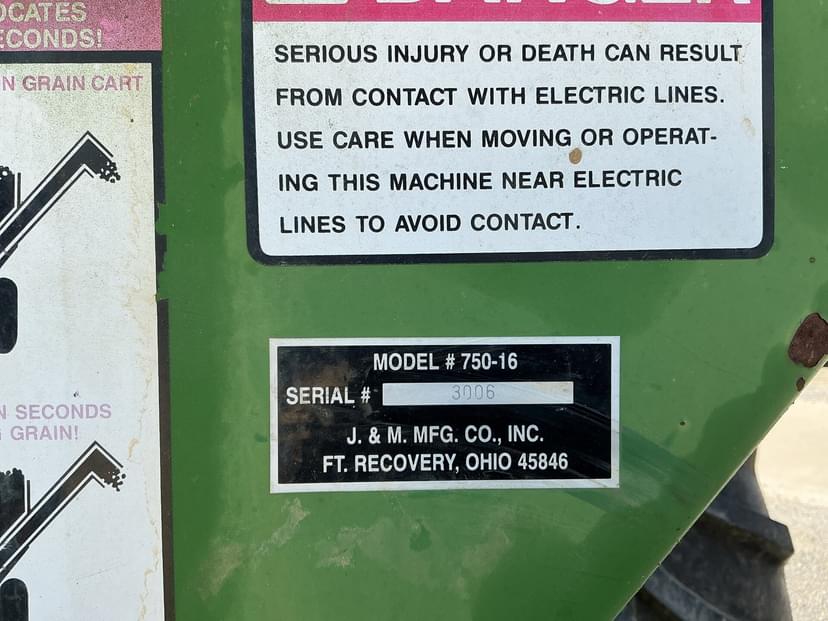 OCATES
ECONDS!
N GRAIN CART
N SECONDS
GRAIN!
DANGER
SERIOUS INJURY OR DEATH CAN RESULT
FROM CONTACT WITH ELECTRIC LINES.
USE CARE WHEN MOVING OR OPERAT-
ING THIS MACHINE NEAR ELECTRIC
LINES TO AVOID CONTACT.
MODEL # 750-16
SERIAL # 3006
J. & M. MFG. CO., INC.
FT. RECOVERY, OHIO 45846